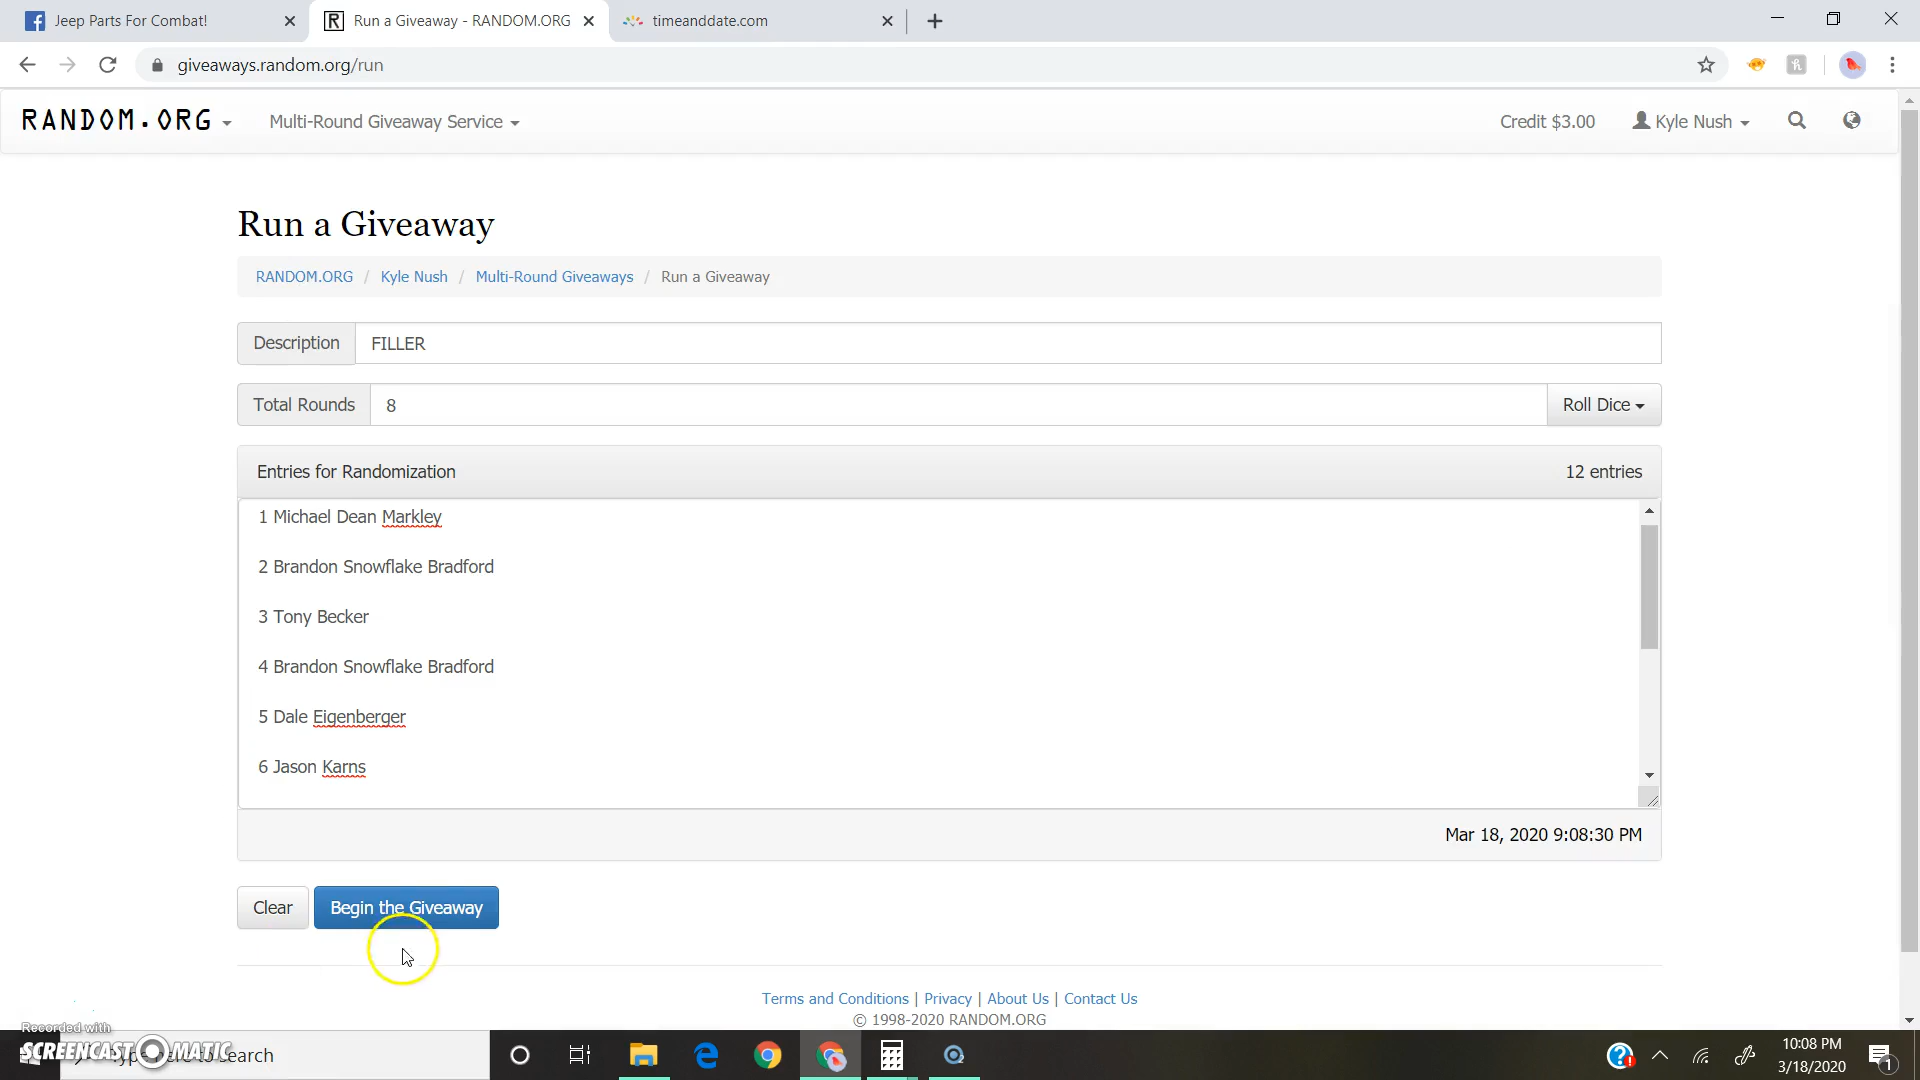 Jeep Parts For Combat!
Run a Giveaway - RANDOM.ORG
timeanddate.com
giveaways.random.org/run
RANDOM.ORG
Multi-Round Giveaway Service
Credit $3.00
Kyle Nush
Run a Giveaway
RANDOM.ORG / Kyle Nush / Multi-Round Giveaways / Run a Giveaway
Description
FILLER
Total Rounds
8
Roll Dice
Entries for Randomization
12 entries
1 Michael Dean Markley
2 Brandon Snowflake Bradford
3 Tony Becker
4 Brandon Snowflake Bradford
5 Dale Eigenberger
6 Jason Karns
Mar 18, 2020 9:08:30 PM
Clear
Begin the Giveaway
Terms and Conditions | Privacy | About Us | Contact Us
© 1998-2020 RANDOM.ORG
Recorded with
SCREENCAST-O-MATIC
Type here to search
10:08 PM
3/18/2020
1